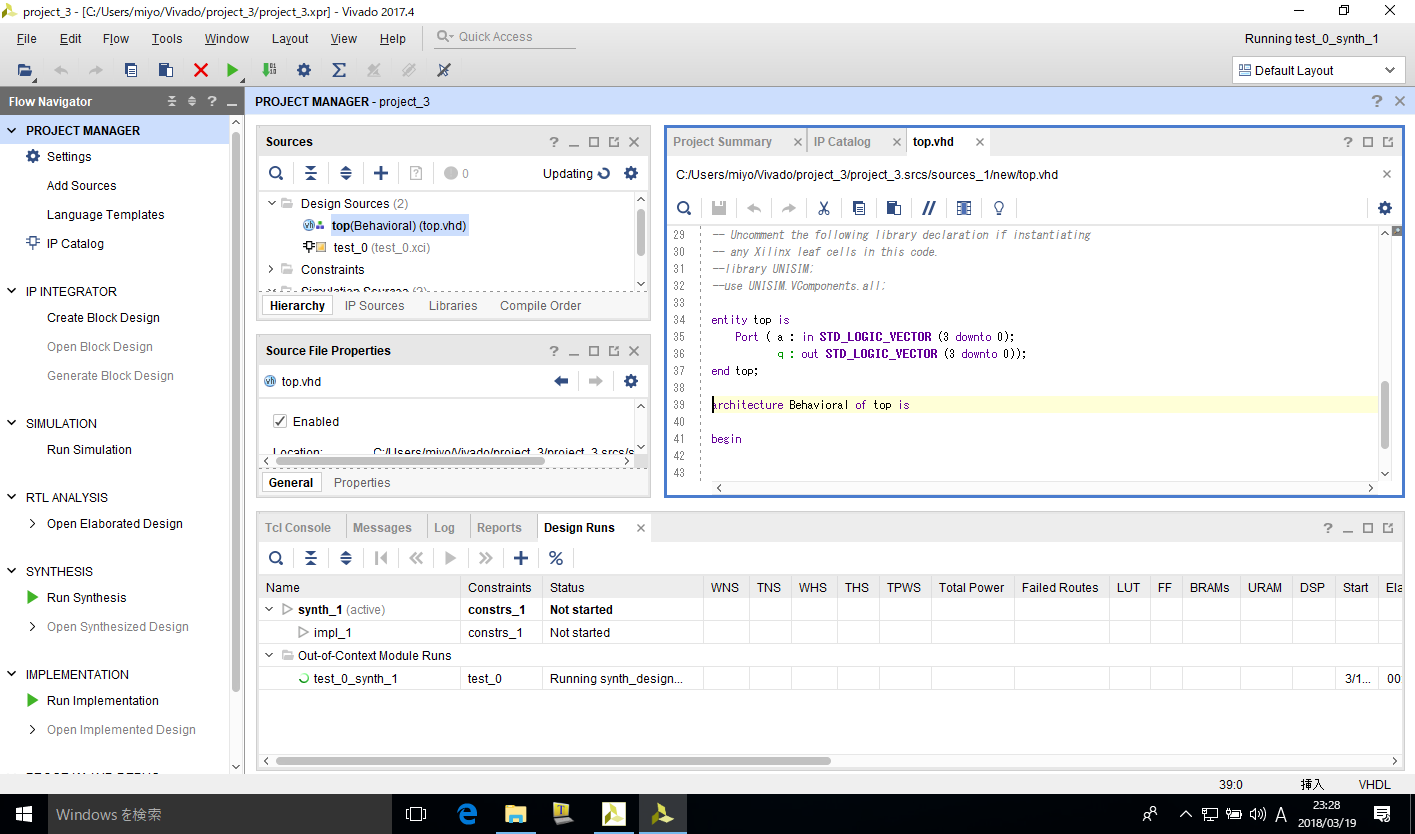 project_3 - [C:/Users/miyo/Vivado/project_3/project_3.xpr] - Vivado 2017.4
File Edit Flow Tools Window Layout View Help Quick Access
Running test_0_synth_1
Default Layout
Flow Navigator
PROJECT MANAGER
Settings
Add Sources
Language Templates
IP Catalog
IP INTEGRATOR
Create Block Design
Open Block Design
Generate Block Design
SIMULATION
Run Simulation
RTL ANALYSIS
Open Elaborated Design
SYNTHESIS
Run Synthesis
Open Synthesized Design
IMPLEMENTATION
Run Implementation
Open Implemented Design
PROJECT MANAGER - project_3
Sources
0
Updating
Design Sources (2)
top(Behavioral) (top.vhd)
test_0 (test_0.xci)
Constraints
Simulation Sources (2)
Hierarchy IP Sources Libraries Compile Order
Source File Properties
top.vhd
Enabled
Location: C:/Users/miyo/Vivado/project_3/project_3.srcs/s
General Properties
Project Summary IP Catalog top.vhd
C:/Users/miyo/Vivado/project_3/project_3.srcs/sources_1/new/top.vhd
29 -- Uncomment the following library declaration if instantiating
30 -- any Xilinx leaf cells in this code.
31 --library UNISIM;
32 --use UNISIM.VComponents.all;
33
34 entity top is
35 Port ( a : in STD_LOGIC_VECTOR (3 downto 0);
36 q : out STD_LOGIC_VECTOR (3 downto 0));
37 end top;
38
39 architecture Behavioral of top is
40
41 begin
42
43
Tcl Console Messages Log Reports Design Runs
Name Constraints Status WNS TNS WHS THS TPWS Total Power Failed Routes LUT FF BRAMs URAM DSP Start Ela
synth_1 (active) constrs_1 Not started
impl_1 constrs_1 Not started
Out-of-Context Module Runs
test_0_synth_1 test_0 Running synth_design... 3/1... 00
39:0 挿入 VHDL
Windows を検索
A
23:28
2018/03/19